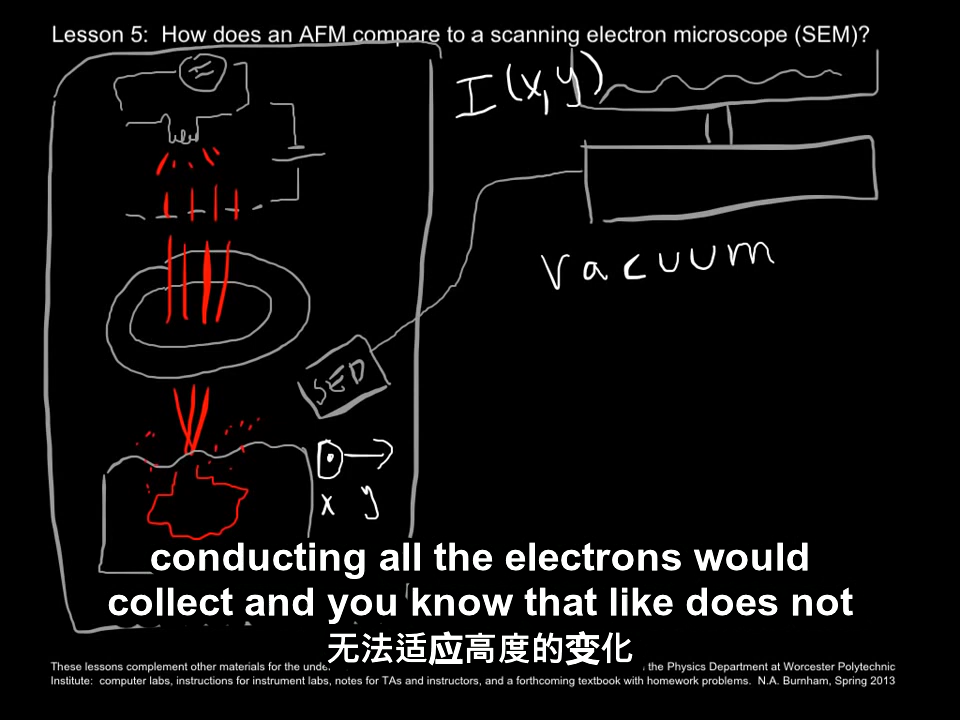 Lesson 5: How does an AFM compare to a scanning electron microscope (SEM)?
I(x,y)
vacuum
SED
x y
conducting all the electrons would
collect and you know that like does not
无法适应高度的变化
These lessons complement other materials for the under
the Physics Department at Worcester Polytechnic
Institute: computer labs, instructions for instrument labs, notes for TAs and instructors, and a forthcoming textbook with homework problems. N.A. Burnham, Spring 2013